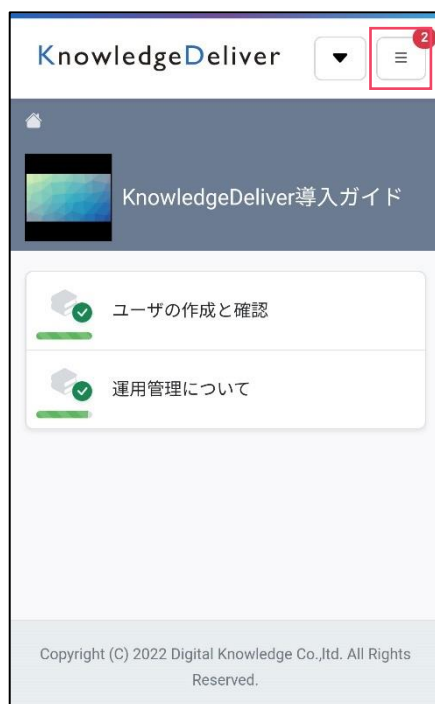 KnowledgeDeliver
2
KnowledgeDeliver導入ガイド
ユーザの作成と確認
運用管理について
Copyright (C) 2022 Digital Knowledge Co.,ltd. All Rights
Reserved.